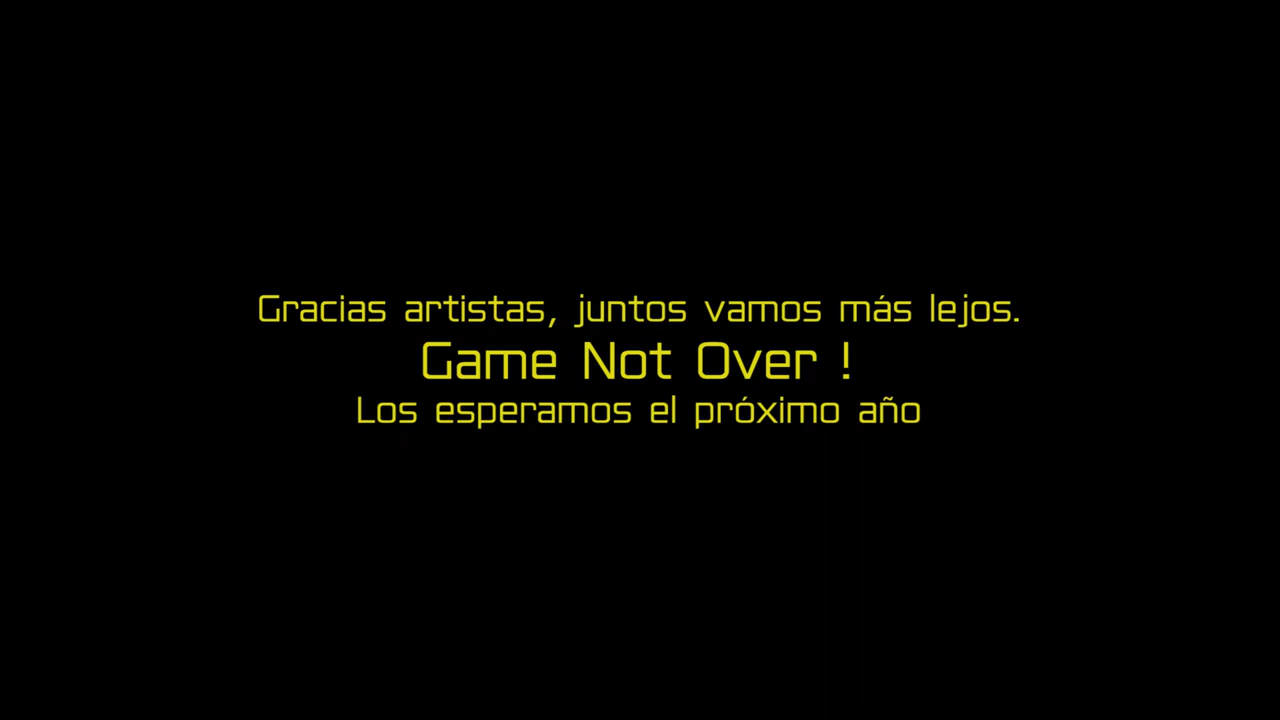 Gracias artistas, juntos vamos más lejos.
Game Not Over !
Los esperamos el próximo año